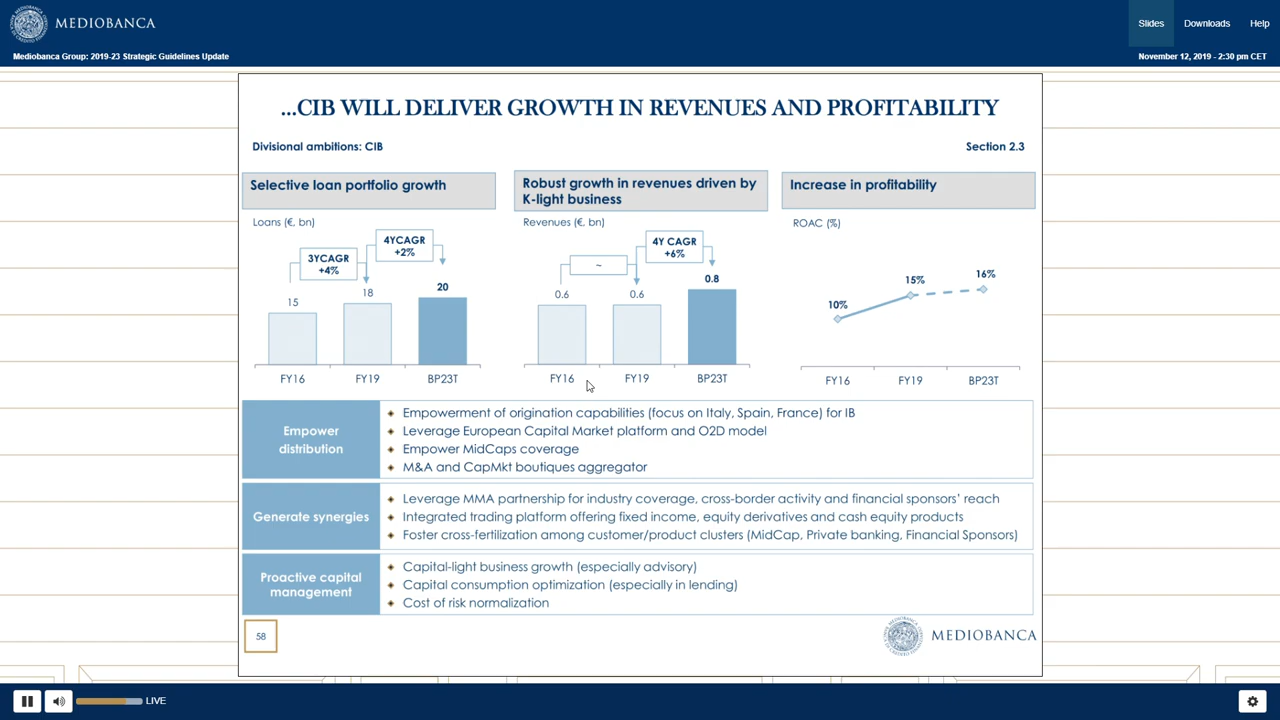 MEDIOBANCA
Slides
Downloads
Help
Mediobanca Group: 2019-23 Strategic Guidelines Update
November 12, 2019 - 2:30 pm CET
...CIB WILL DELIVER GROWTH IN REVENUES AND PROFITABILITY
Divisional ambitions: CIB
Section 2.3
Selective loan portfolio growth
Loans (€, bn)
4YCAGR
+2%
3YCAGR
+4%
15
18
20
FY16
FY19
BP23T
Robust growth in revenues driven by
K-light business
Revenues (€, bn)
4Y CAGR
+6%
~
0.6
0.6
0.8
FY16
FY19
BP23T
Increase in profitability
ROAC (%)
10%
15%
16%
FY16
FY19
BP23T
Empower
distribution
Empowerment of origination capabilities (focus on Italy, Spain, France) for IB
Leverage European Capital Market platform and O2D model
Empower MidCaps coverage
M&A and CapMkt boutiques aggregator
Generate synergies
Leverage MMA partnership for industry coverage, cross-border activity and financial sponsors' reach
Integrated trading platform offering fixed income, equity derivatives and cash equity products
Foster cross-fertilization among customer/product clusters (MidCap, Private banking, Financial Sponsors)
Proactive capital
management
Capital-light business growth (especially advisory)
Capital consumption optimization (especially in lending)
Cost of risk normalization
58
MEDIOBANCA
LIVE